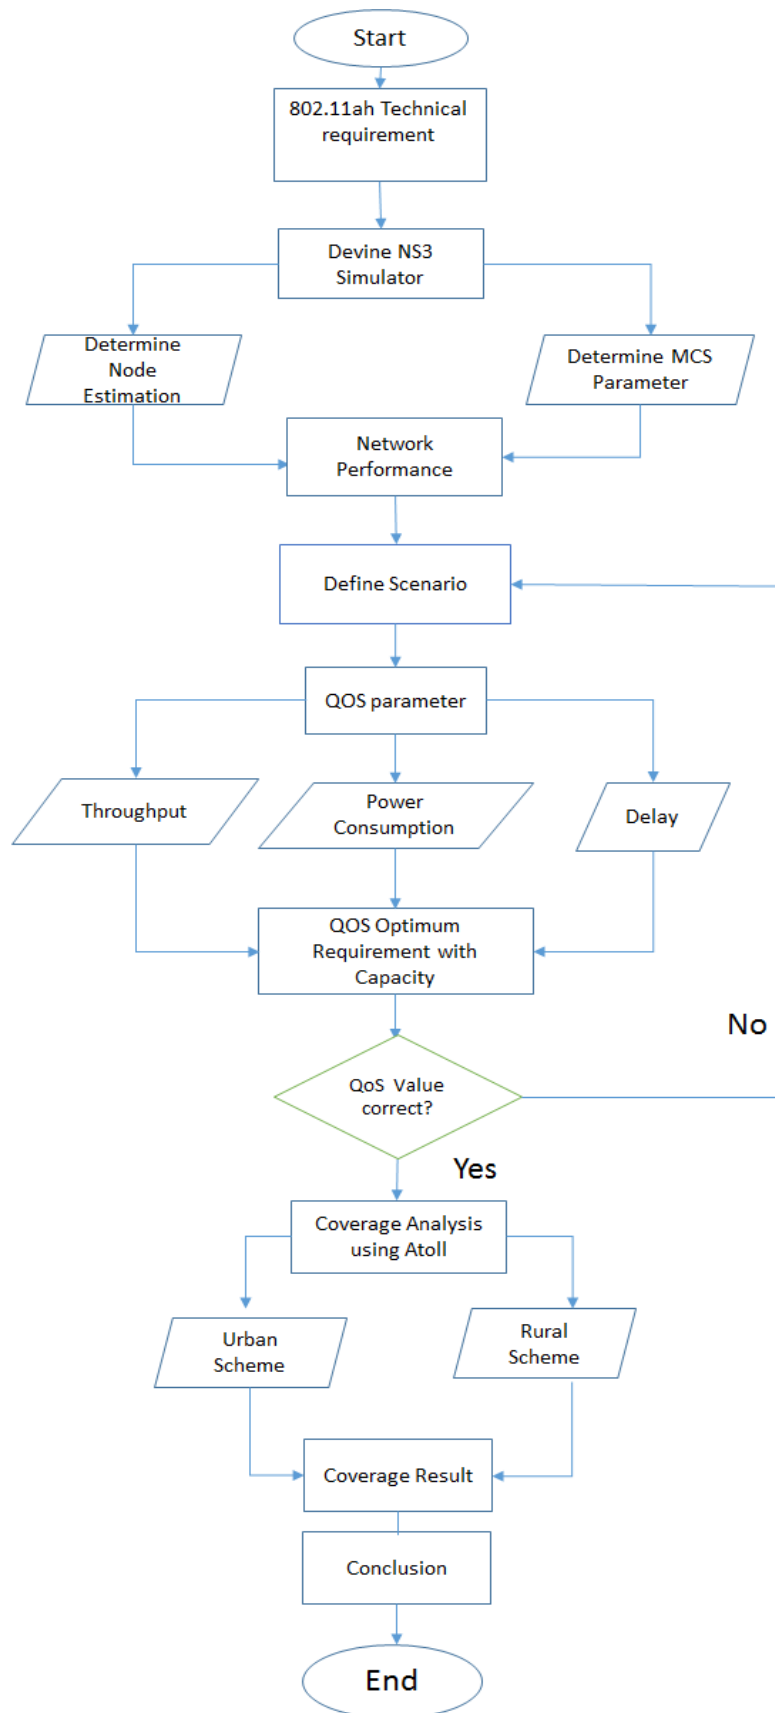 Start
802.11ah Technical
requirement
Devine NS3
Simulator
Determine
Node
Estimation
Determine MCS
Parameter
Network
Performance
Define Scenario
QOS parameter
Throughput
Power
Consumption
Delay
QOS Optimum
Requirement with
Capacity
No
QoS Value
correct?
Yes
Coverage Analysis
using Atoll
Urban
Scheme
Rural
Scheme
Coverage Result
Conclusion
End